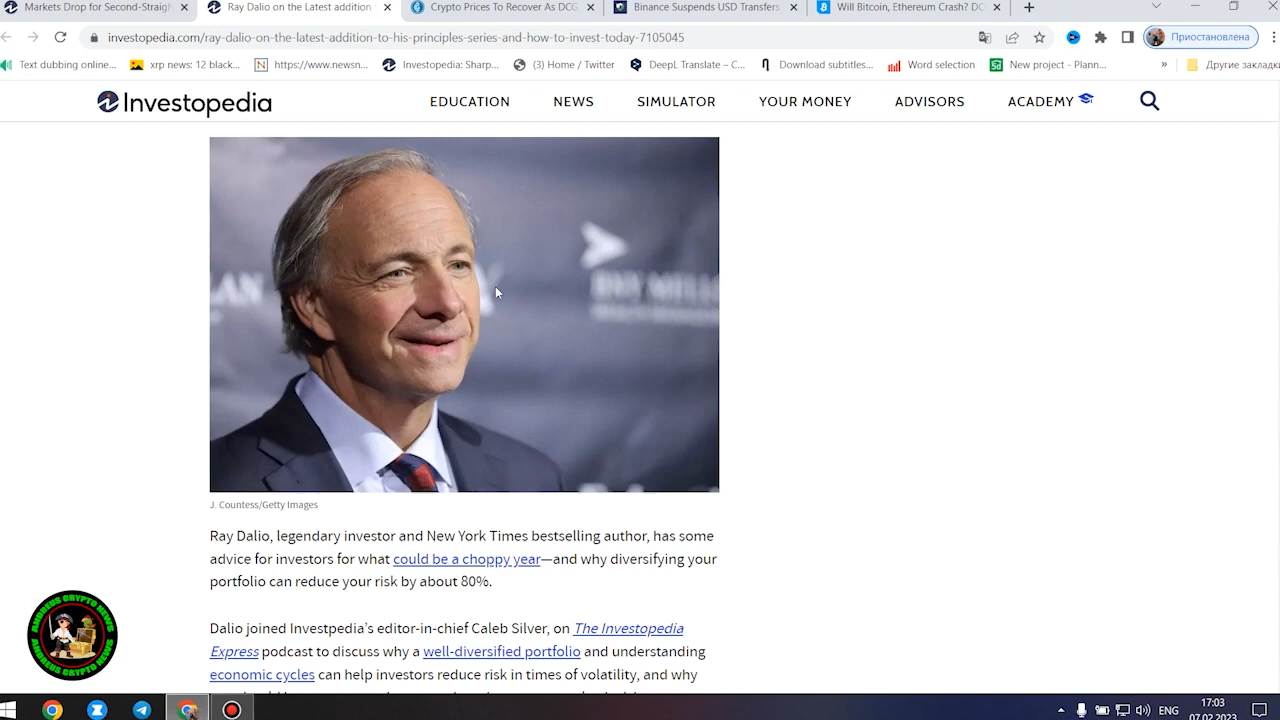 Markets Drop for Second-Straigh
Ray Dalio on the Latest addition
Crypto Prices To Recover As DCG
Binance Suspends USD Transfers
Will Bitcoin, Ethereum Crash? DC
investopedia.com/ray-dalio-on-the-latest-addition-to-his-principles-series-and-how-to-invest-today-7105045
Приостановлена
Text dubbing online...
xrp news: 12 black...
https://www.newsn...
Investopedia: Sharp...
(3) Home / Twitter
DeepL Translate – C...
Download subtitles...
Word selection
New project - Plann...
»
Другие закладки
Investopedia
EDUCATION
NEWS
SIMULATOR
YOUR MONEY
ADVISORS
ACADEMY
J. Countess/Getty Images
Ray Dalio, legendary investor and New York Times bestselling author, has some
advice for investors for what could be a choppy year—and why diversifying your
portfolio can reduce your risk by about 80%.
Dalio joined Investpedia’s editor-in-chief Caleb Silver, on The Investopedia
Express podcast to discuss why a well-diversified portfolio and understanding
economic cycles can help investors reduce risk in times of volatility, and why
ANDREUS CRYPTO NEWS
ANDREUS CRYPTO NEWS
ENG
17:03
07.02.2023